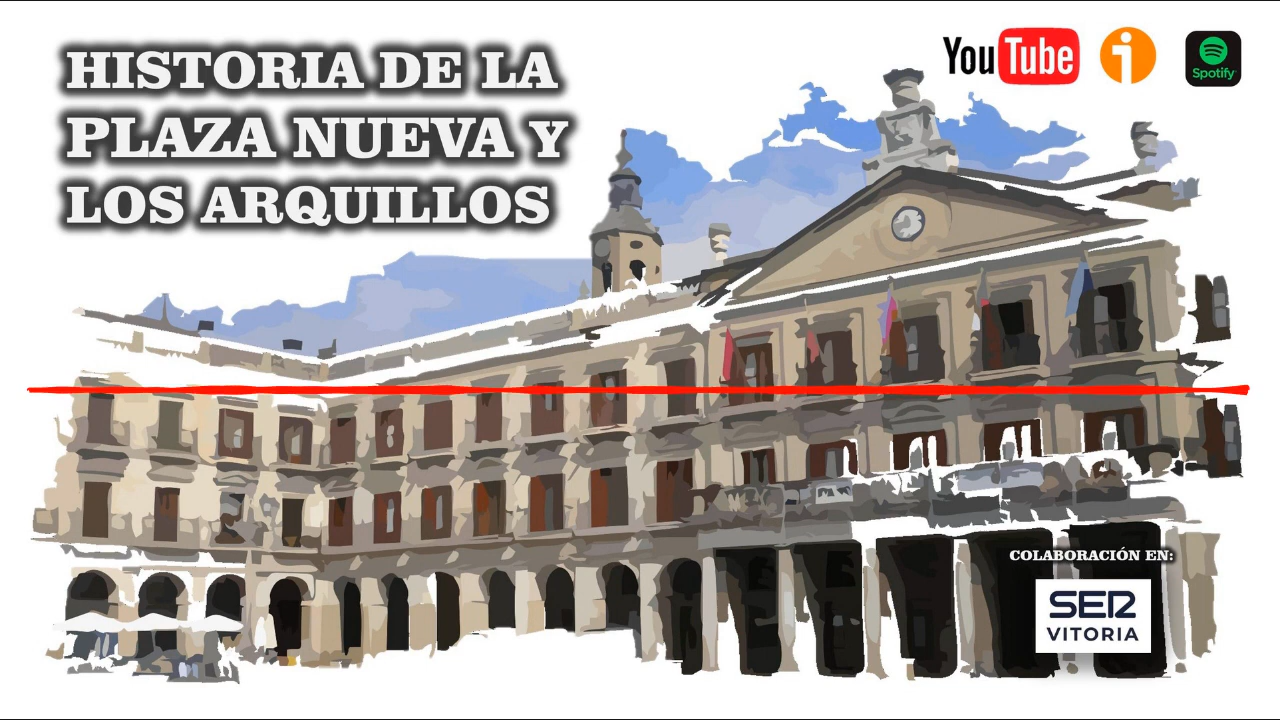 HISTORIA DE LA
PLAZA NUEVA Y
LOS ARQUILLOS
YouTube
Spotify
COLABORACIÓN EN:
SER
VITORIA